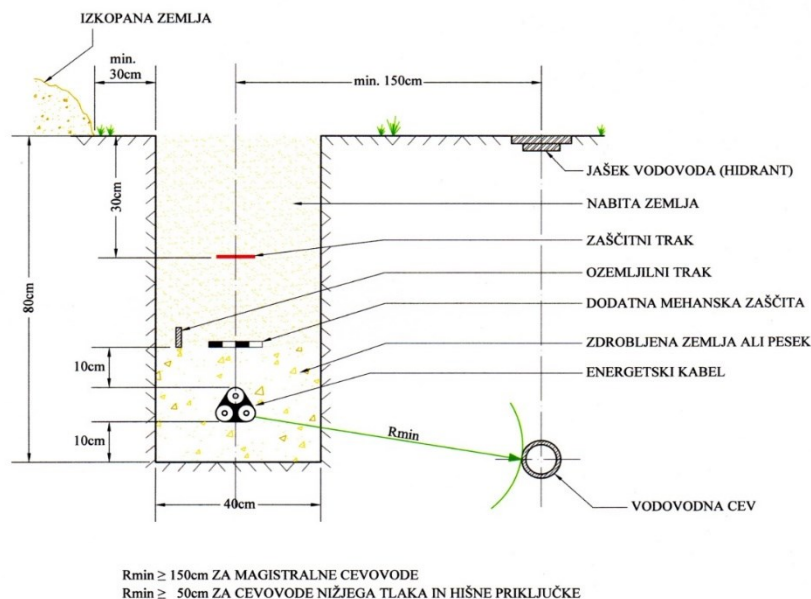 IZKOPANA ZEMLJA
min.
30cm
min. 150cm
30cm
80cm
JAŠEK VODOVODA (HIDRANT)
NABITA ZEMLJA
ZAŠČITNI TRAK
OZEMLJILNI TRAK
DODATNA MEHANSKA ZAŠČITA
ZDROBLJENA ZEMLJA ALI PESEK
10cm
ENERGETSKI KABEL
10cm
Rmin
40cm
VODOVODNA CEV
Rmin ≥ 150cm ZA MAGISTRALNE CEVOVODE
Rmin ≥ 50cm ZA CEVOVODE NIŽJEGA TLAKA IN HIŠNE PRIKLJUČKE